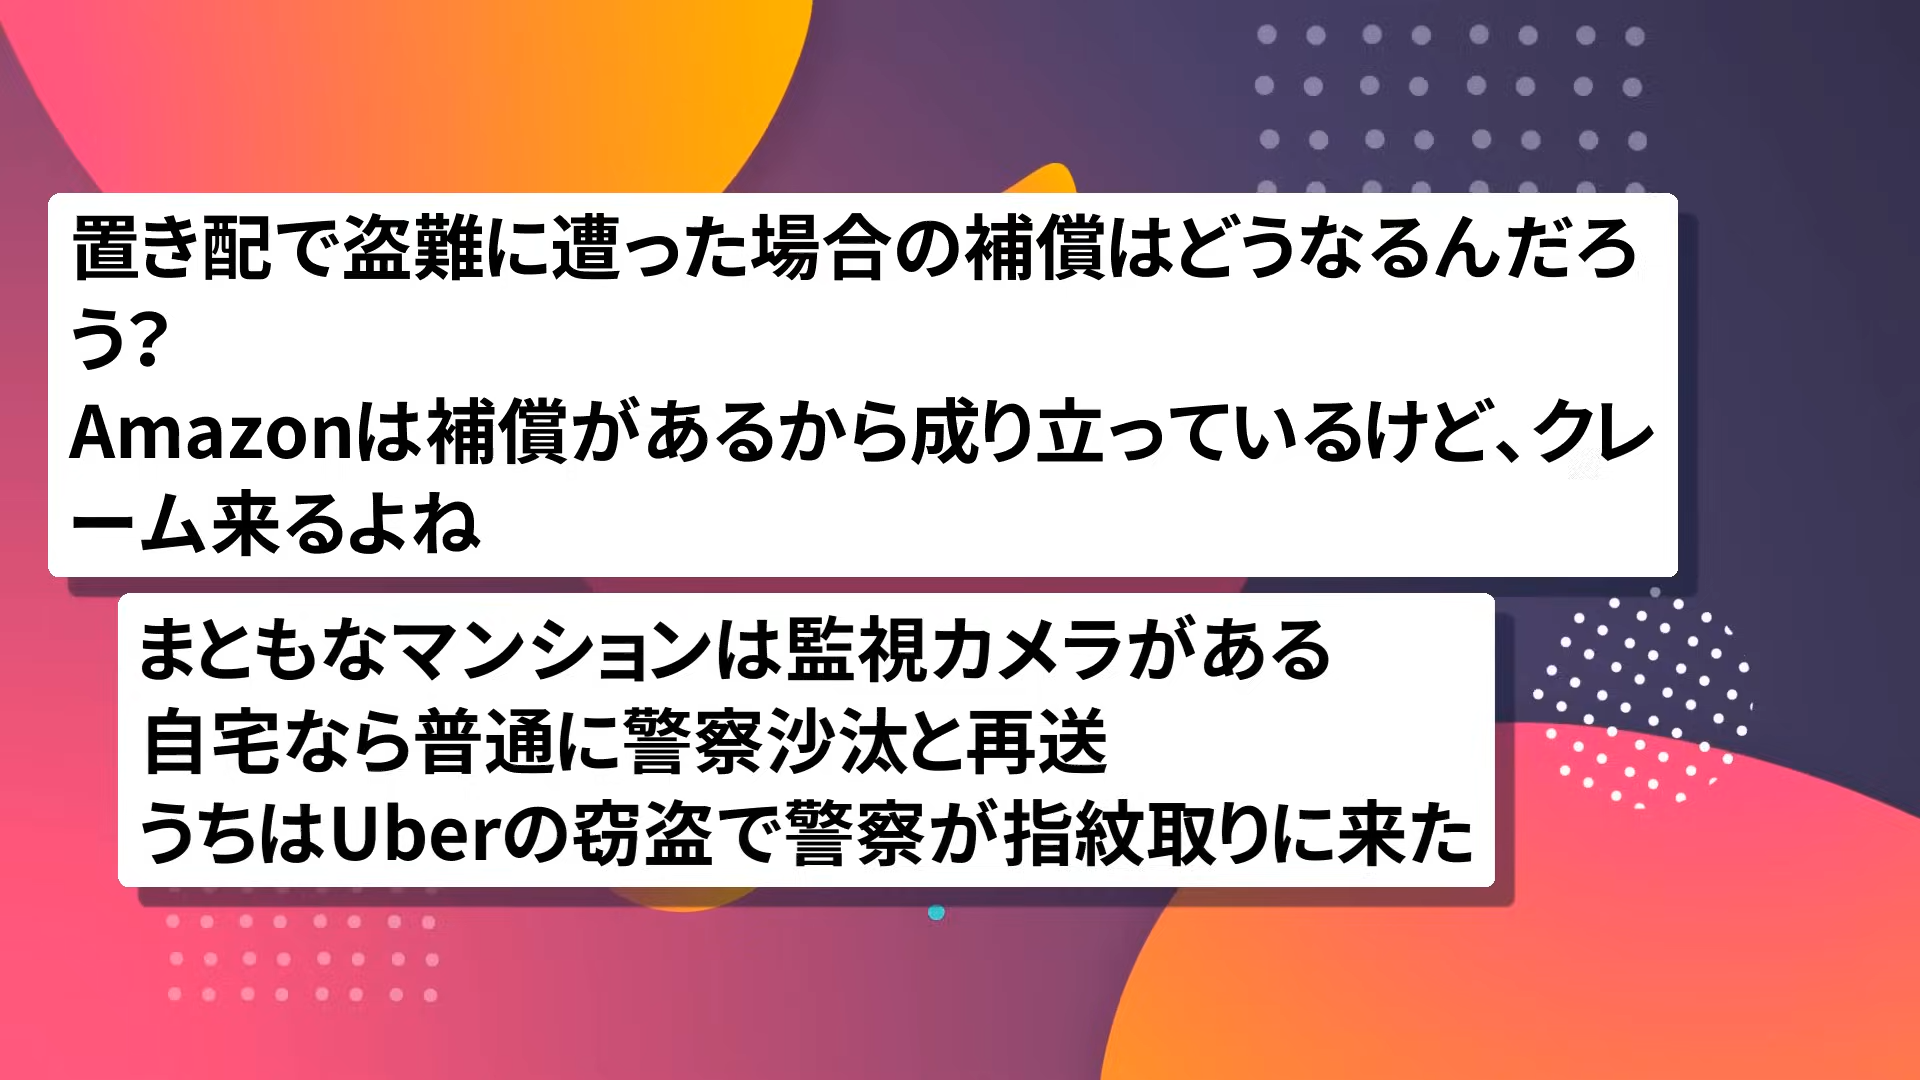 置き配で盗難に遭った場合の補償はどうなるんだろ
う？
Amazonは補償があるから成り立っているけど、クレ
ーム来るよね
まともなマンションは監視カメラがある
自宅なら普通に警察沙汰と再送
うちはUberの窃盗で警察が指紋取りに来た